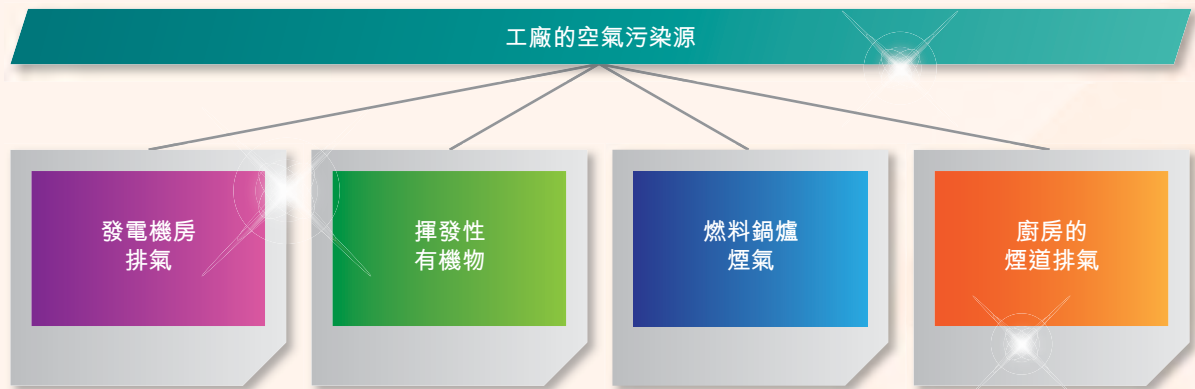 工廠的空氣污染源
發電機房
排氣
揮發性
有機物
燃料鍋爐
煙氣
廚房的
煙道排氣